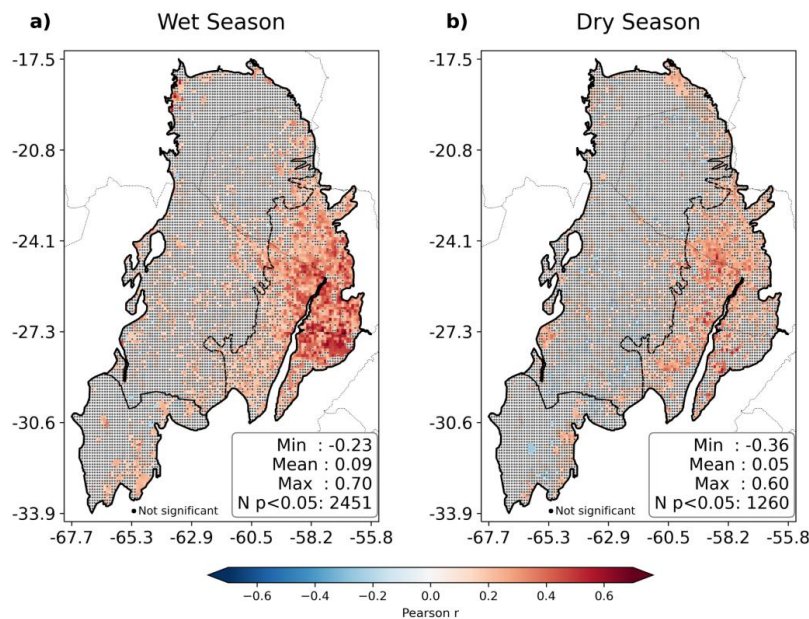 a) Wet Season
b) Dry Season
-17.5
-20.8
-24.1
-27.3
-30.6
-33.9
Min : -0.23
Mean : 0.09
Max : 0.70
N p<0.05: 2451
Not significant
-67.7 -65.3 -62.9 -60.5 -58.2 -55.8
-17.5
-20.8
-24.1
-27.3
-30.6
-33.9
Min : -0.36
Mean : 0.05
Max : 0.60
N p<0.05: 1260
Not significant
-67.7 -65.3 -62.9 -60.5 -58.2 -55.8
−0.6 −0.4 −0.2 0.0 0.2 0.4 0.6
Pearson r